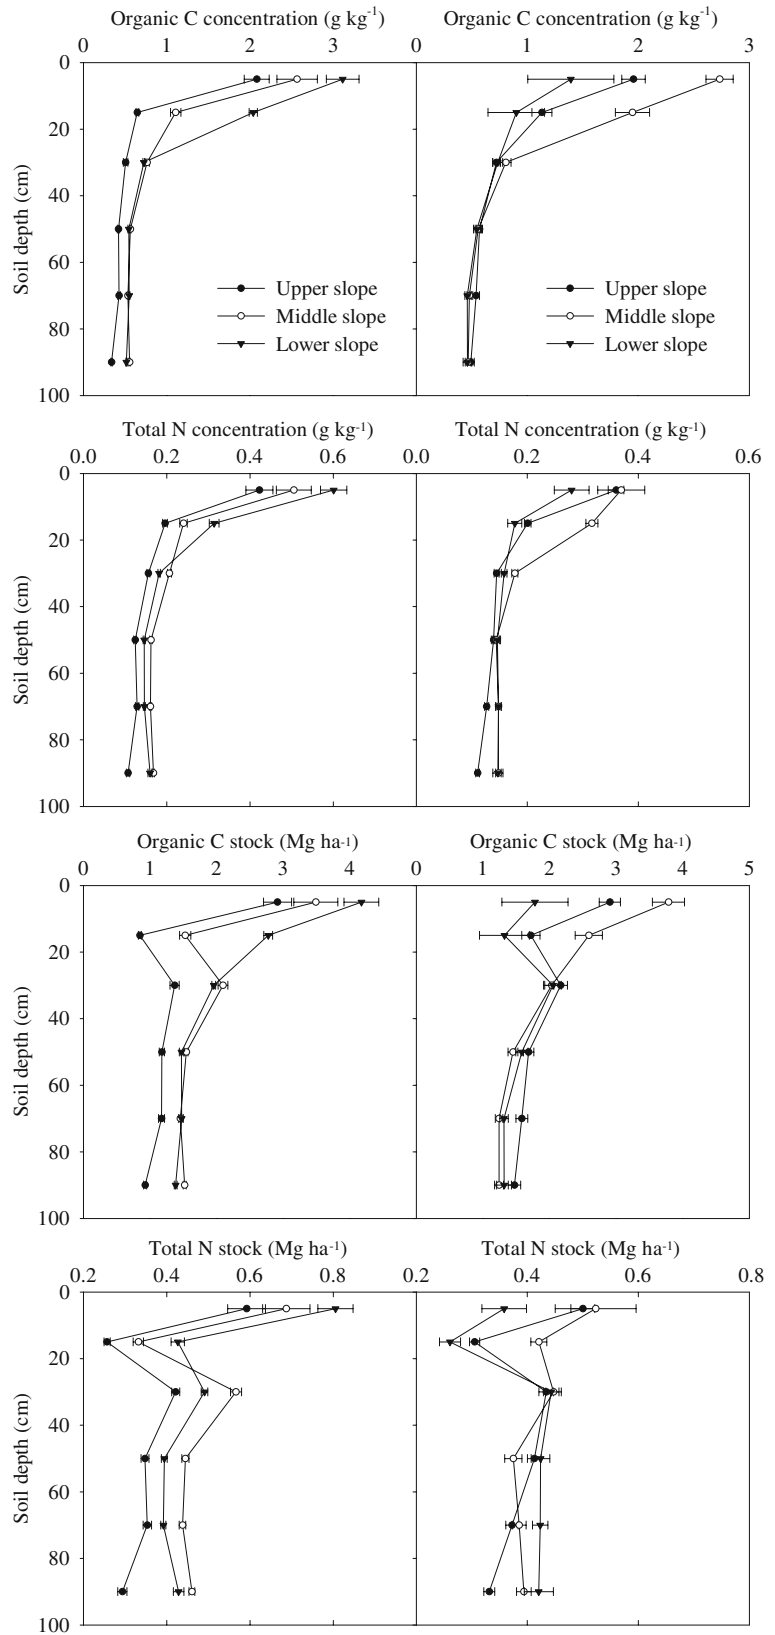 Organic C concentration (g kg⁻¹) Organic C concentration (g kg⁻¹)
0 1 2 3 0 1 2 3
0
20
40
60
80
100
Soil depth (cm)
Upper slope
Middle slope
Lower slope
Upper slope
Middle slope
Lower slope
Total N concentration (g kg⁻¹) Total N concentration (g kg⁻¹)
0.0 0.2 0.4 0.6 0.0 0.2 0.4 0.6
0
20
40
60
80
100
Soil depth (cm)
Organic C stock (Mg ha⁻¹) Organic C stock (Mg ha⁻¹)
0 1 2 3 4 0 1 2 3 4 5
0
20
40
60
80
100
Soil depth (cm)
Total N stock (Mg ha⁻¹) Total N stock (Mg ha⁻¹)
0.2 0.4 0.6 0.8 0.2 0.4 0.6 0.8
0
20
40
60
80
100
Soil depth (cm)